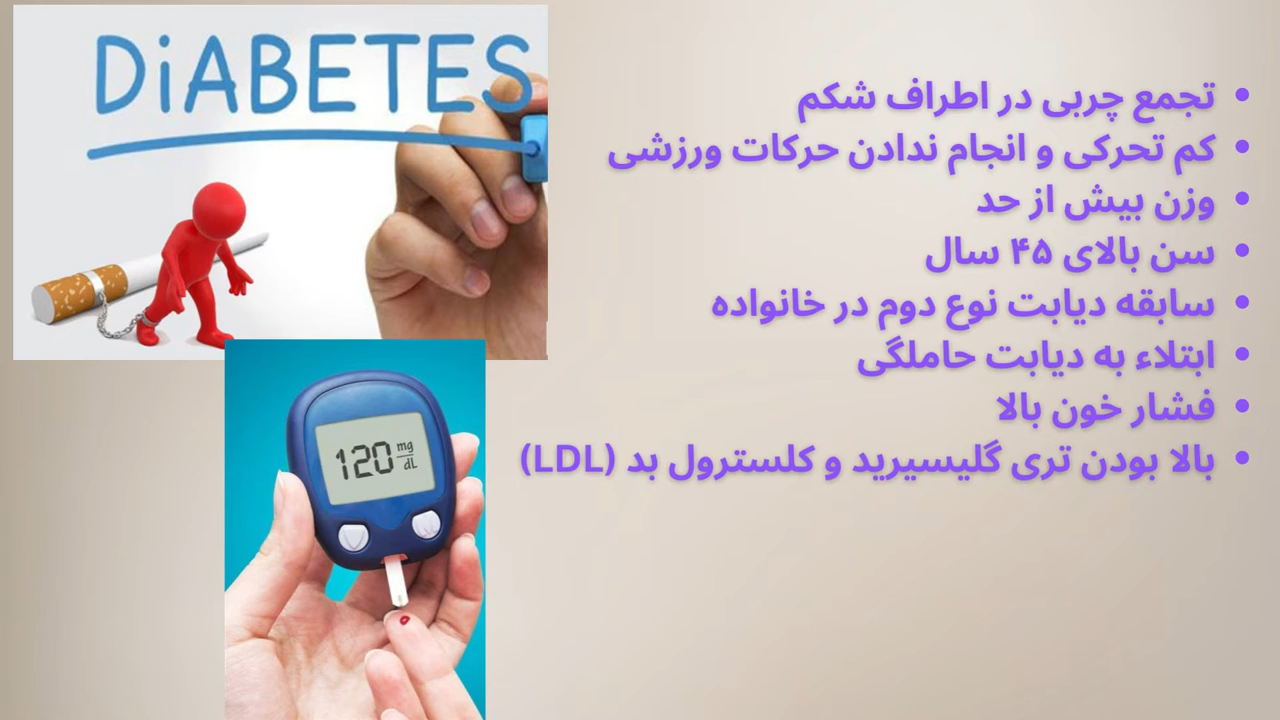 DiABETES
• تجمع چربی در اطراف شکم
• کم تحرکی و انجام ندادن حرکات ورزشی
• وزن بیش از حد
• سن بالای ۴۵ سال
• سابقه دیابت نوع دوم در خانواده
• ابتلاء به دیابت حاملگی
• فشار خون بالا
• بالا بودن تری گلیسیرید و کلسترول بد (LDL)
120 mg/dL